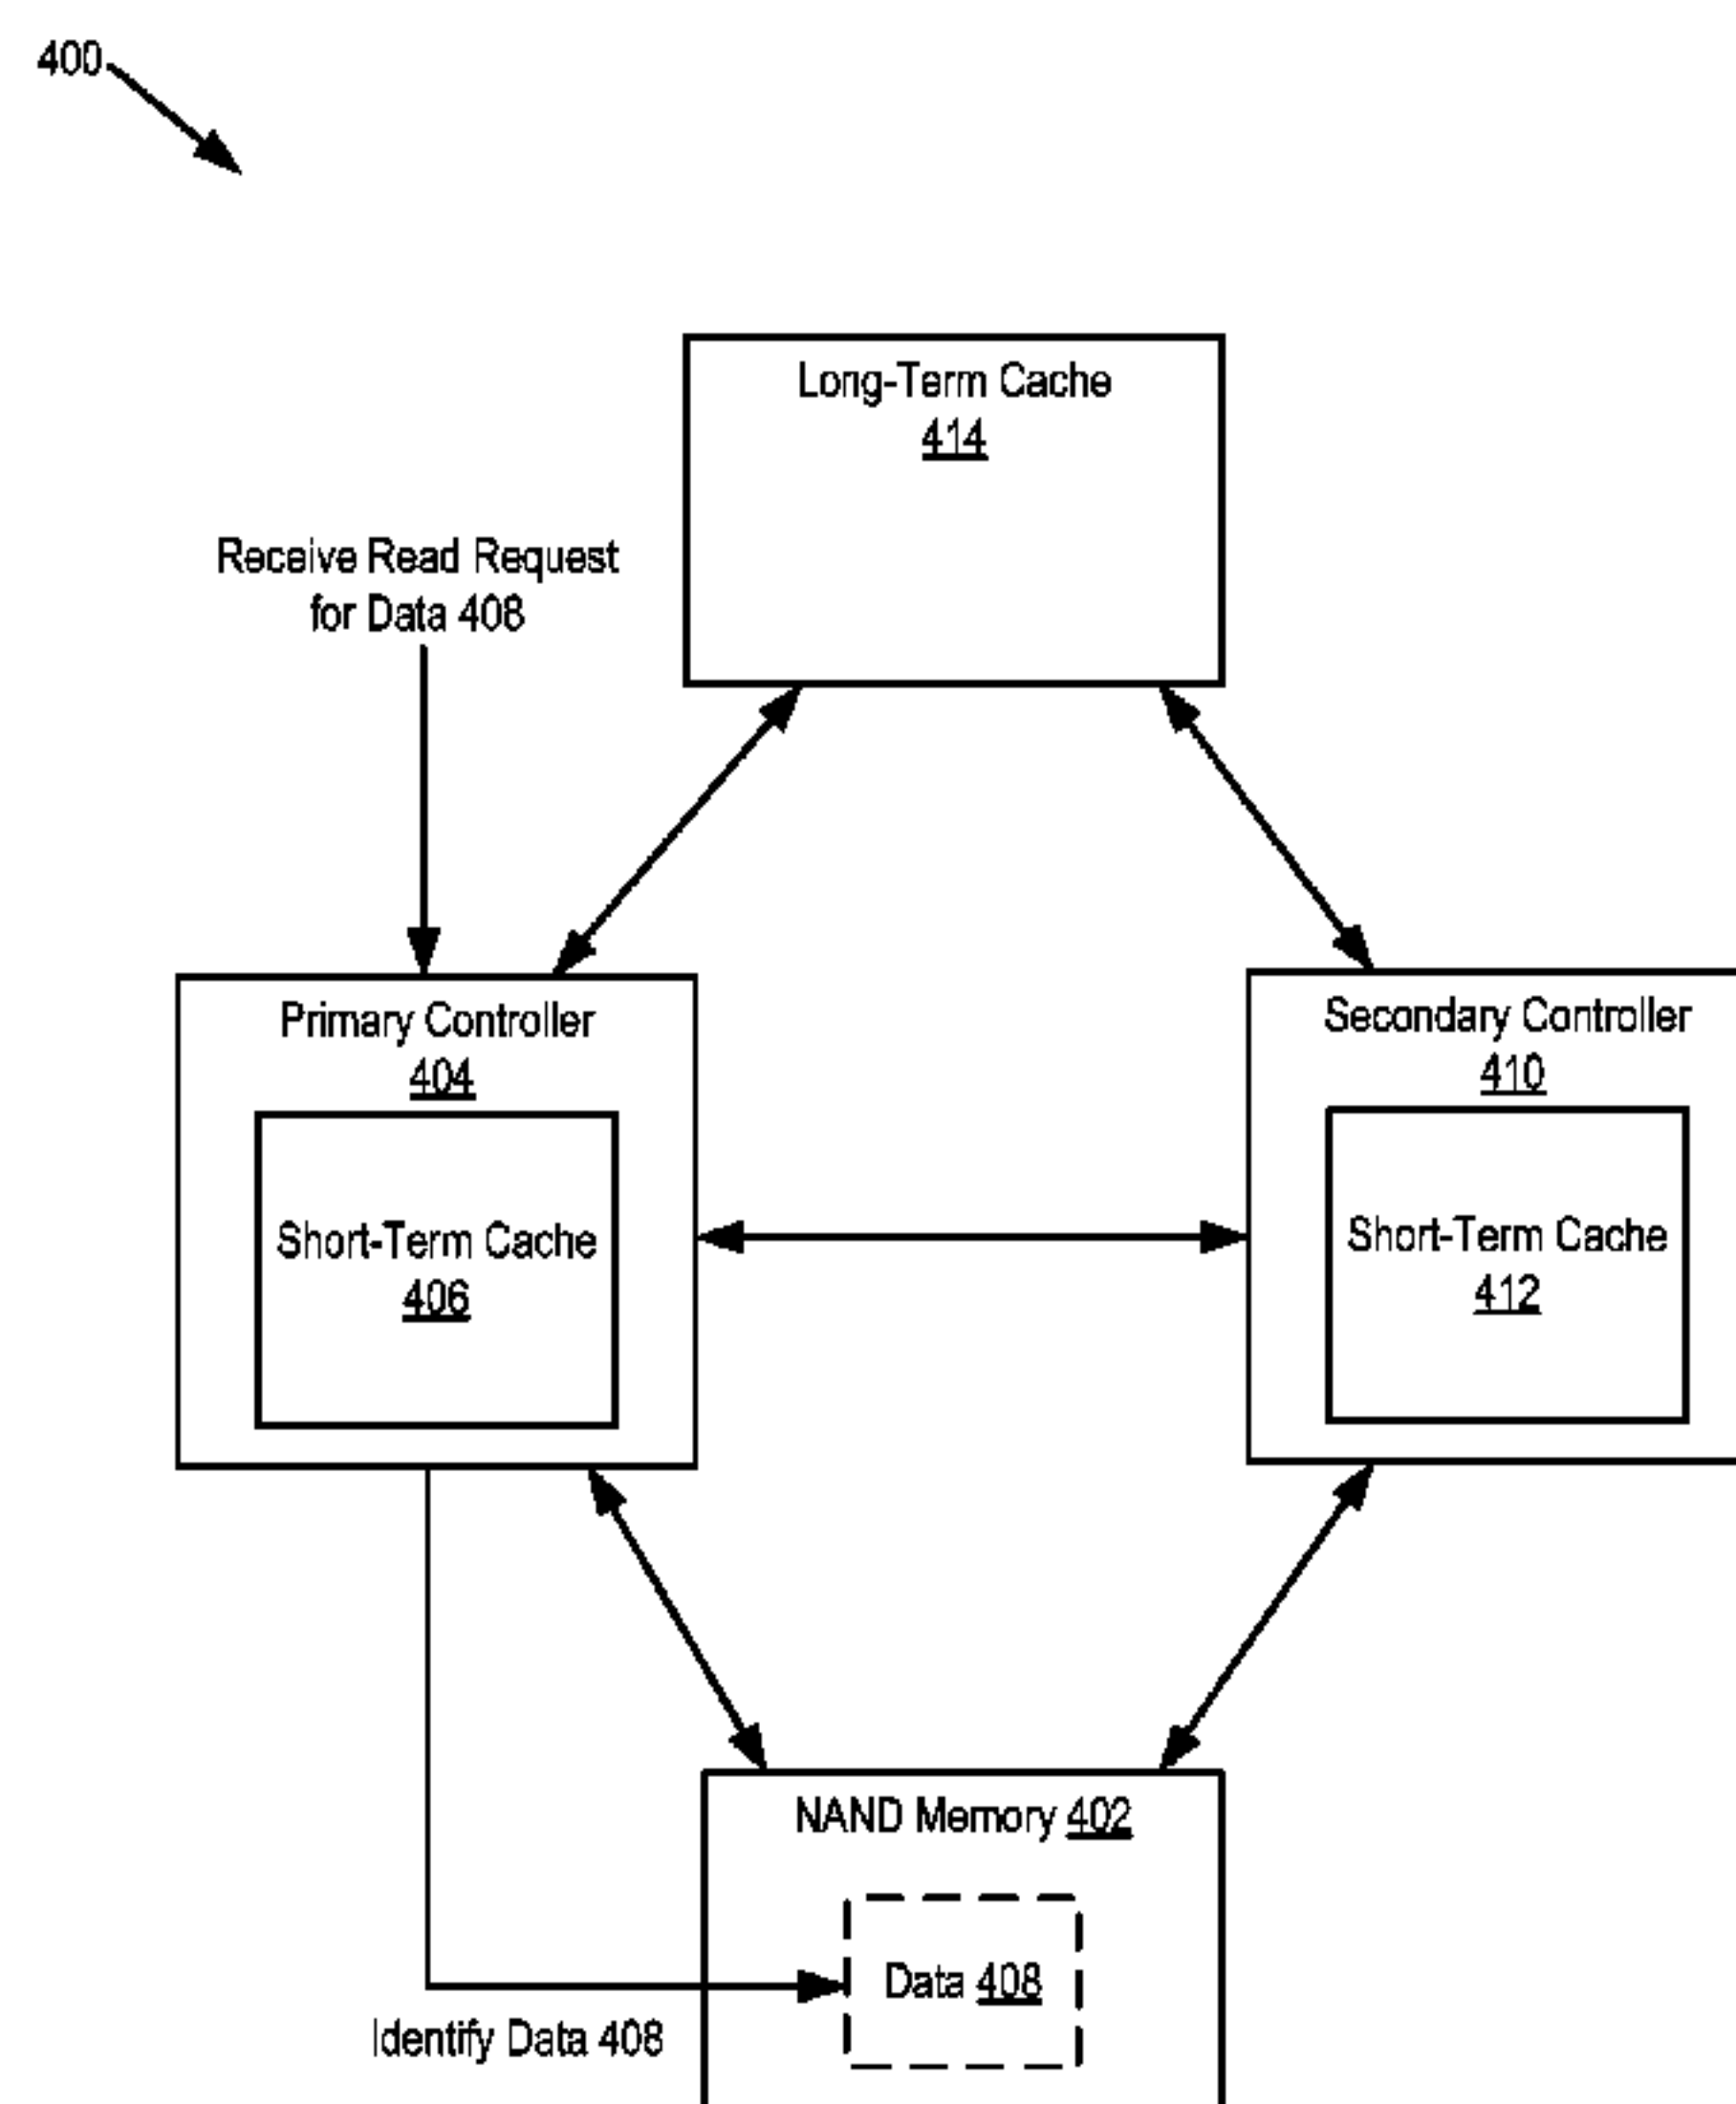 400
Long-Term Cache
414
Receive Read Request
for Data 408
Primary Controller
404
Short-Term Cache
406
Secondary Controller
410
Short-Term Cache
412
NAND Memory 402
Data 408
Identify Data 408